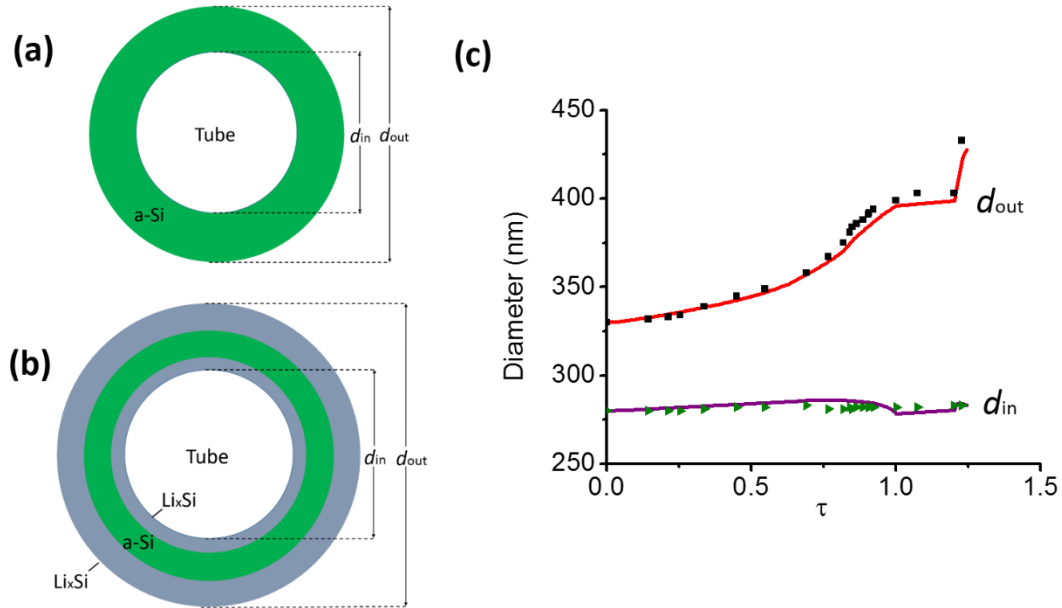 (a)
Tube
a-Si
din
dout
(b)
Tube
LixSi
a-Si
LixSi
din
dout
(c)
Diameter (nm)
450
400
350
300
250
0.0
0.5
1.0
1.5
τ
dout
din